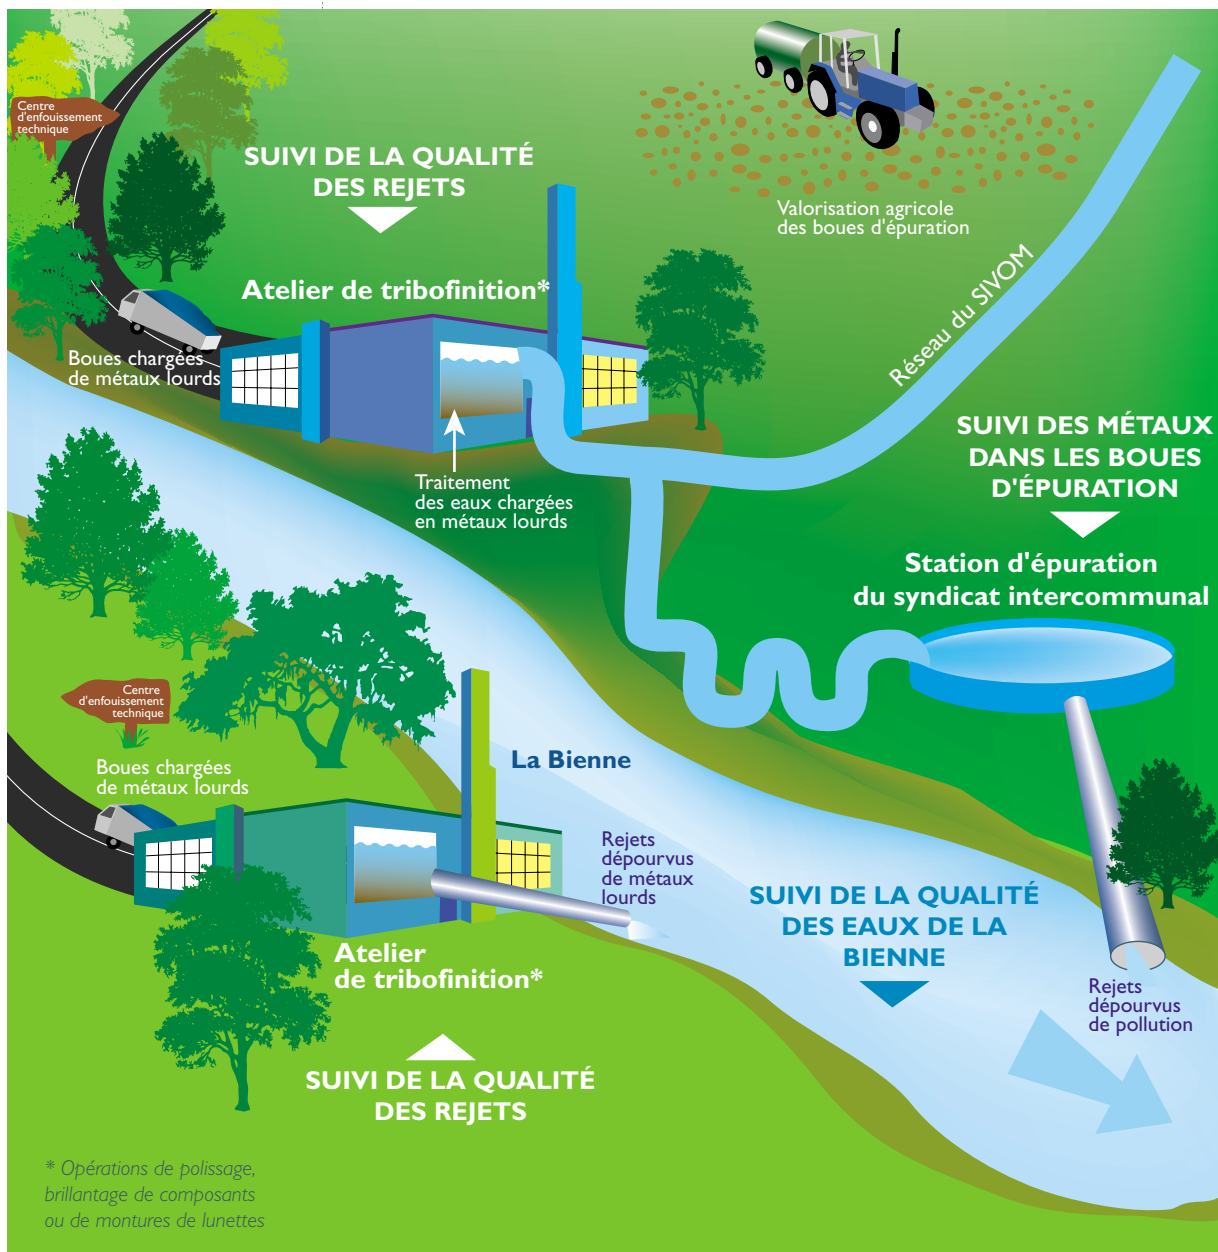 Centre
d'enfouissement
technique
SUIVI DE LA QUALITÉ
DES REJETS
Valorisation agricole
des boues d'épuration
Atelier de tribofinition*
Réseau du SIVOM
Boues chargées
de métaux lourds
SUIVI DES MÉTAUX
DANS LES BOUES
D'ÉPURATION
Traitement
des eaux chargées
en métaux lourds
Station d'épuration
du syndicat intercommunal
Centre
d'enfouissement
technique
La Bienne
Boues chargées
de métaux lourds
Rejets
dépourvus
de métaux
lourds
SUIVI DE LA QUALITÉ
DES EAUX DE LA
BIENNE
Atelier
de tribofinition*
Rejets
dépourvus
de pollution
SUIVI DE LA QUALITÉ
DES REJETS
* Opérations de polissage,
brillantage de composants
ou de montures de lunettes